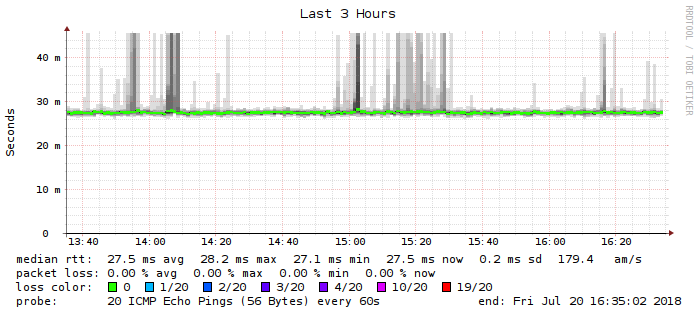 Last 3 Hours
RRDTOOL / TOBI OETIKER
Seconds
40 m
30 m
20 m
10 m
0
13:40 14:00 14:20 14:40 15:00 15:20 15:40 16:00 16:20
median rtt: 27.5 ms avg 28.2 ms max 27.1 ms min 27.5 ms now 0.2 ms sd 179.4 am/s
packet loss: 0.00 % avg 0.00 % max 0.00 % min 0.00 % now
loss color: 0 1/20 2/20 3/20 4/20 10/20 19/20
probe: 20 ICMP Echo Pings (56 Bytes) every 60s end: Fri Jul 20 16:35:02 2018